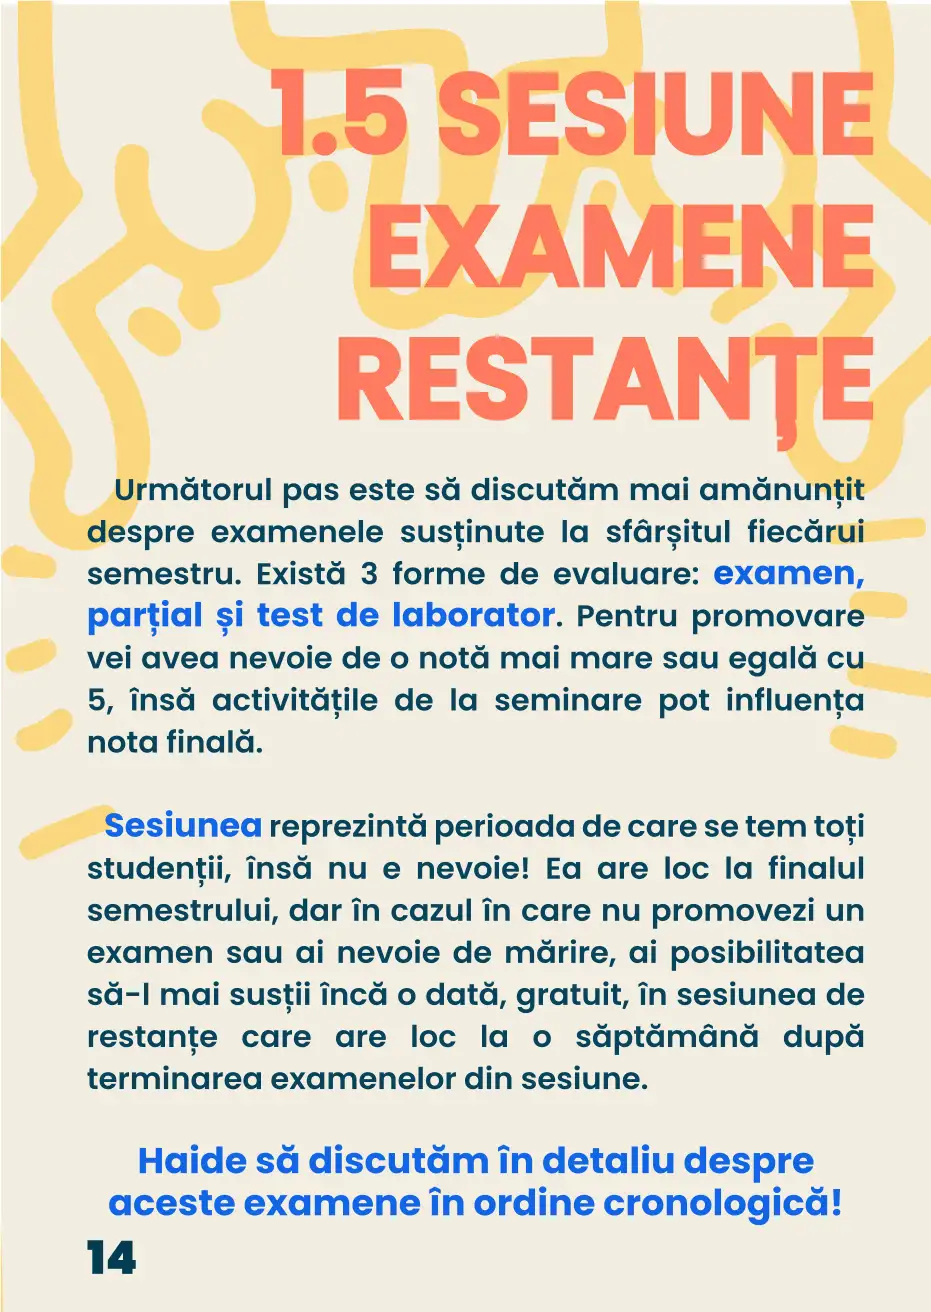 1.5 SESIUNE
EXAMENE
RESTANȚE
Următorul pas este să discutăm mai amănunțit
despre examenele susținute la sfârșitul fiecărui
semestru. Există 3 forme de evaluare: examen,
parțial și test de laborator. Pentru promovare
vei avea nevoie de o notă mai mare sau egală cu
5, însă activitățile de la seminare pot influența
nota finală.
Sesiunea reprezintă perioada de care se tem toți
studenții, însă nu e nevoie! Ea are loc la finalul
semestrului, dar în cazul în care nu promovezi un
examen sau ai nevoie de mărire, ai posibilitatea
să-l mai susții încă o dată, gratuit, în sesiunea de
restanțe care are loc la o săptămână după
terminarea examenelor din sesiune.
Haide să discutăm în detaliu despre
aceste examene în ordine cronologică!
14